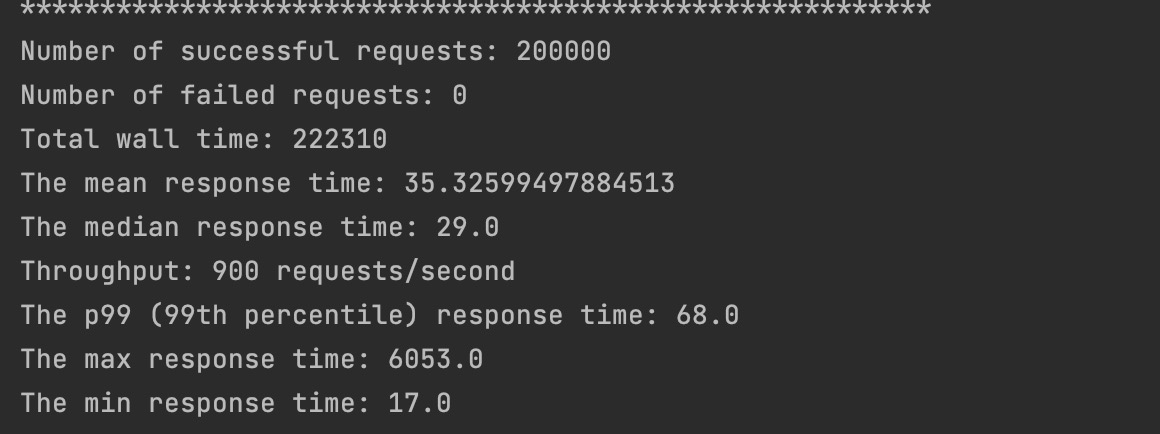 *********************************************************
Number of successful requests: 200000
Number of failed requests: 0
Total wall time: 222310
The mean response time: 35.32599497884513
The median response time: 29.0
Throughput: 900 requests/second
The p99 (99th percentile) response time: 68.0
The max response time: 6053.0
The min response time: 17.0